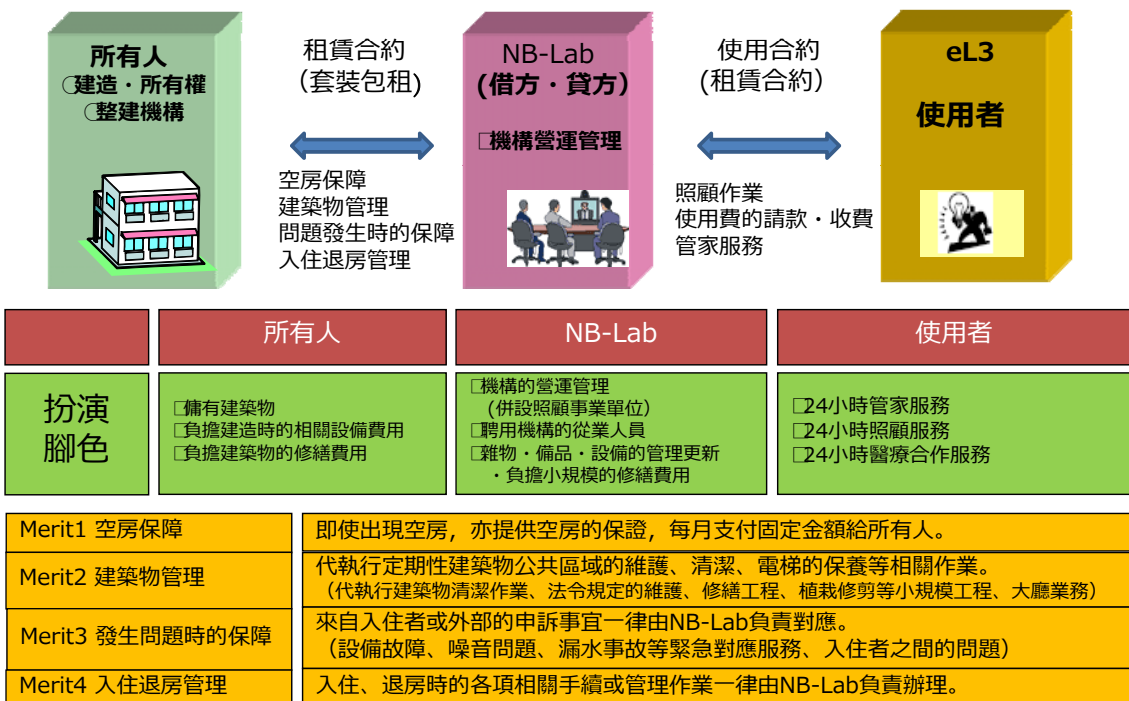 所有人
建造・所有權
整建機構
租賃合約
（套裝包租)
空房保障
建築物管理
問題發生時的保障
入住退房管理
NB-Lab
(借方・貸方）
機構營運管理
使用合約
(租賃合約）
照顧作業
使用費的請款・收費
管家服務
eL3
使用者
所有人
NB-Lab
使用者
扮演
腳色
傭有建築物
負擔建造時的相關設備費用
負擔建築物的修繕費用
機構的營運管理
(併設照顧事業單位）
聘用機構的從業人員
雜物・備品・設備的管理更新
・負擔小規模的修繕費用
24小時管家服務
24小時照顧服務
24小時醫療合作服務
Merit1 空房保障
即使出現空房，亦提供空房的保證，每月支付固定金額給所有人。
Merit2 建築物管理
代執行定期性建築物公共區域的維護、清潔、電梯的保養等相關作業。
（代執行建築物清潔作業、法令規定的維護、修繕工程、植栽修剪等小規模工程、大廳業務）
Merit3 發生問題時的保障
來自入住者或外部的申訴事宜一律由NB-Lab負責對應。
（設備故障、噪音問題、漏水事故等緊急對應服務、入住者之間的問題）
Merit4 入住退房管理
入住、退房時的各項相關手續或管理作業一律由NB-Lab負責辦理。